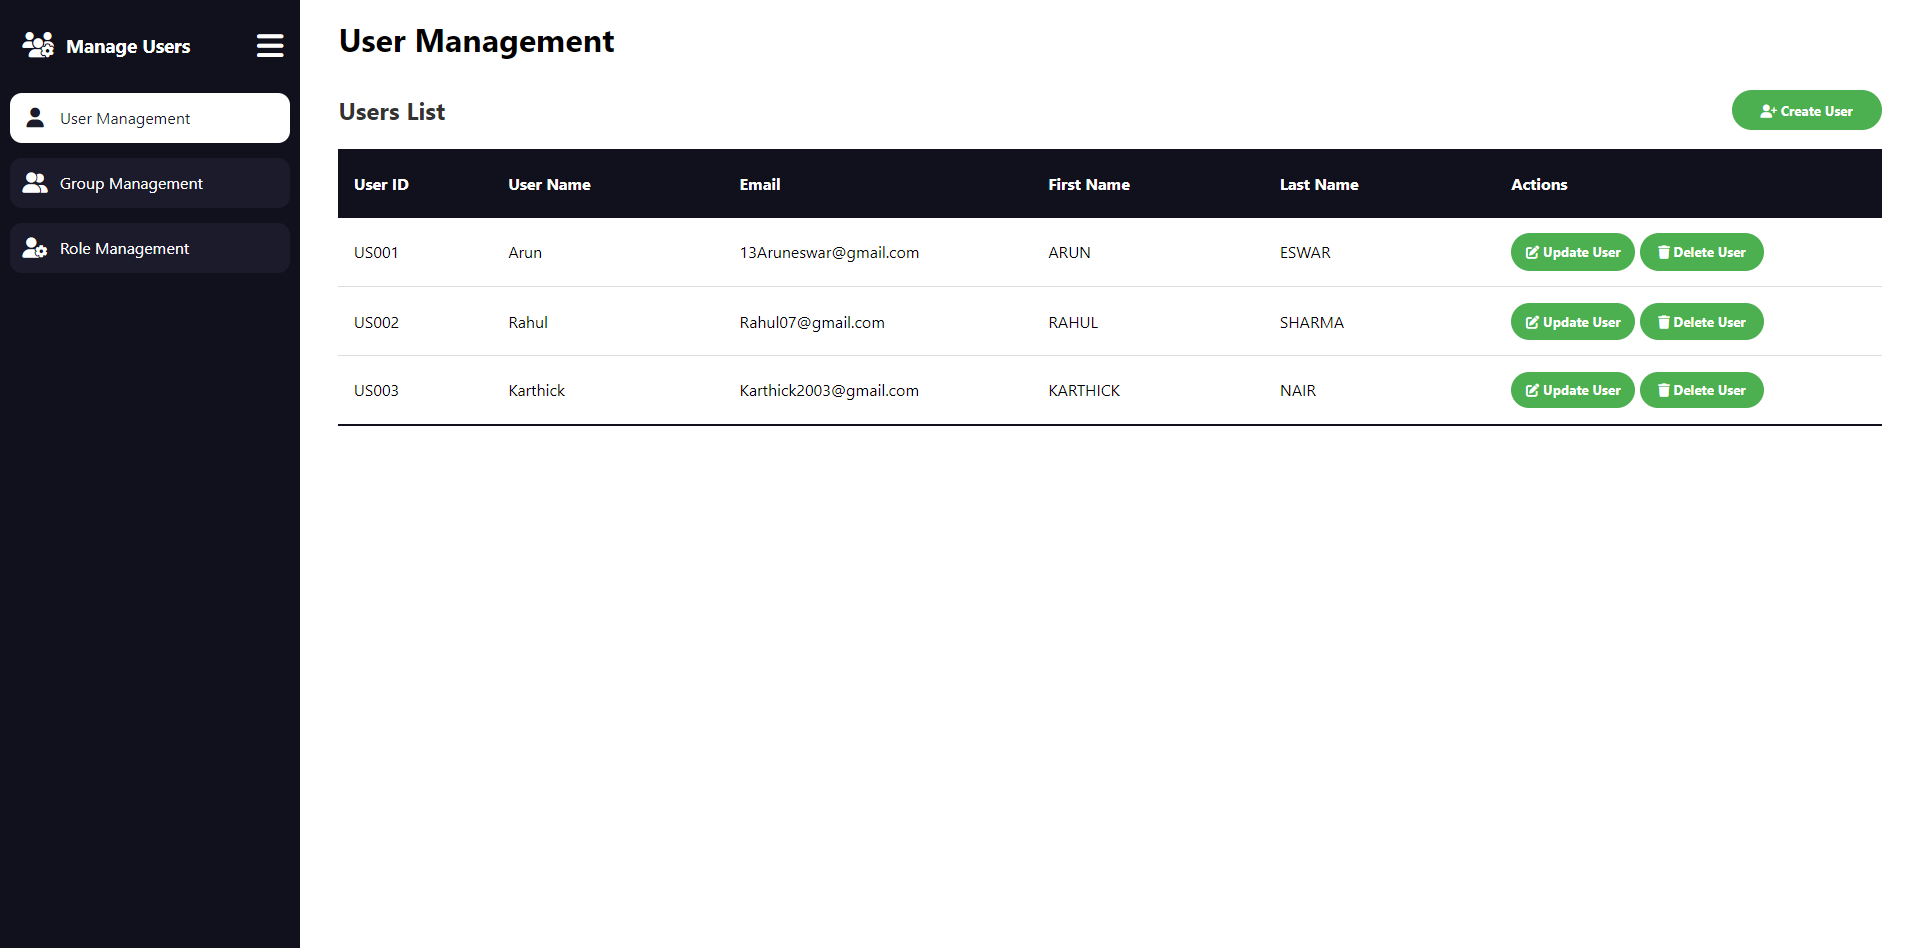 Manage Users
User Management
Group Management
Role Management
User Management
Users List
Create User
User ID User Name Email First Name Last Name Actions
US001 Arun 13Aruneswar@gmail.com ARUN ESWAR Update User Delete User
US002 Rahul Rahul07@gmail.com RAHUL SHARMA Update User Delete User
US003 Karthick Karthick2003@gmail.com KARTHICK NAIR Update User Delete User